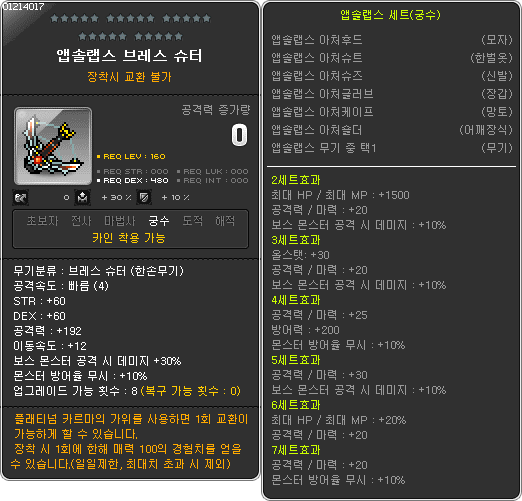 01214017
앱솔랩스 브레스 슈터
장착시 교환 불가
공격력 증가량
0
REQ LEV : 160
REQ STR : 000 REQ LUK : 000
REQ DEX : 480 REQ INT : 000
0 +30% +10%
초보자 전사 마법사 궁수 도적 해적
카인 착용 가능
무기분류 : 브레스 슈터 (한손무기)
공격속도 : 빠름 (4)
STR : +60
DEX : +60
공격력 : +192
이동속도 : +12
보스 몬스터 공격 시 데미지 +30%
몬스터 방어율 무시 : +10%
업그레이드 가능 횟수 : 8 (복구 가능 횟수 : 0)
플래티넘 카르마의 가위를 사용하면 1회 교환이
가능하게 할 수 있습니다.
장착 시 1회에 한해 매력 100의 경험치를 얻을
수 있습니다.(일일제한, 최대치 초과 시 제외)
앱솔랩스 세트(궁수)
앱솔랩스 아처후드 (모자)
앱솔랩스 아처슈트 (한벌옷)
앱솔랩스 아처슈즈 (신발)
앱솔랩스 아처글러브 (장갑)
앱솔랩스 아처케이프 (망토)
앱솔랩스 아처숄더 (어깨장식)
앱솔랩스 무기 중 택1 (무기)
2세트효과
최대 HP / 최대 MP : +1500
공격력 / 마력 : +20
보스 몬스터 공격 시 데미지 : +10%
3세트효과
올스탯: +30
공격력 / 마력 : +20
보스 몬스터 공격 시 데미지 : +10%
4세트효과
공격력 / 마력 : +25
방어력 : +200
몬스터 방어율 무시 : +10%
5세트효과
공격력 / 마력 : +30
보스 몬스터 공격 시 데미지 : +10%
6세트효과
최대 HP / 최대 MP : +20%
공격력 / 마력 : +20
7세트효과
공격력 / 마력 : +20
몬스터 방어율 무시 : +10%